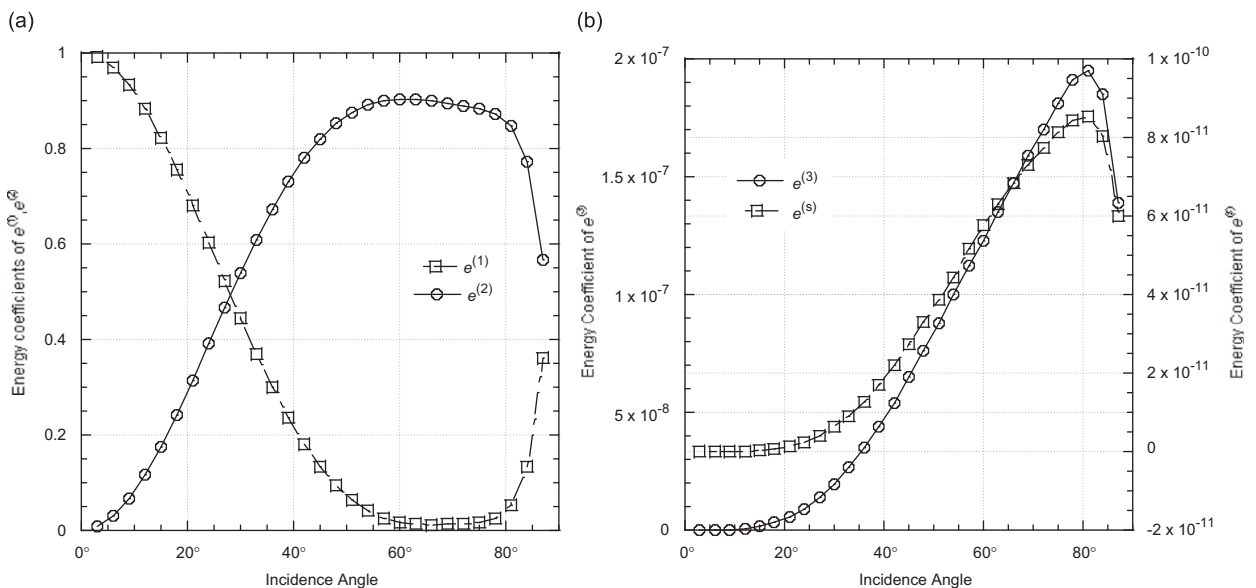 (a)
1
0.8
0.6
0.4
0.2
0
0°
20°
40°
60°
80°
Incidence Angle
Energy coefficients of e(1),e(2)
e(1)
e(2)
(b)
2 x 10-7
1.5 x 10-7
1 x 10-7
5 x 10-8
0
Energy Coefficient of e(3)
e(3)
e(s)
1 x 10-10
8 x 10-11
6 x 10-11
4 x 10-11
2 x 10-11
0
-2 x 10-11
Energy Coefficient of e(s)
0°
20°
40°
60°
80°
Incidence Angle